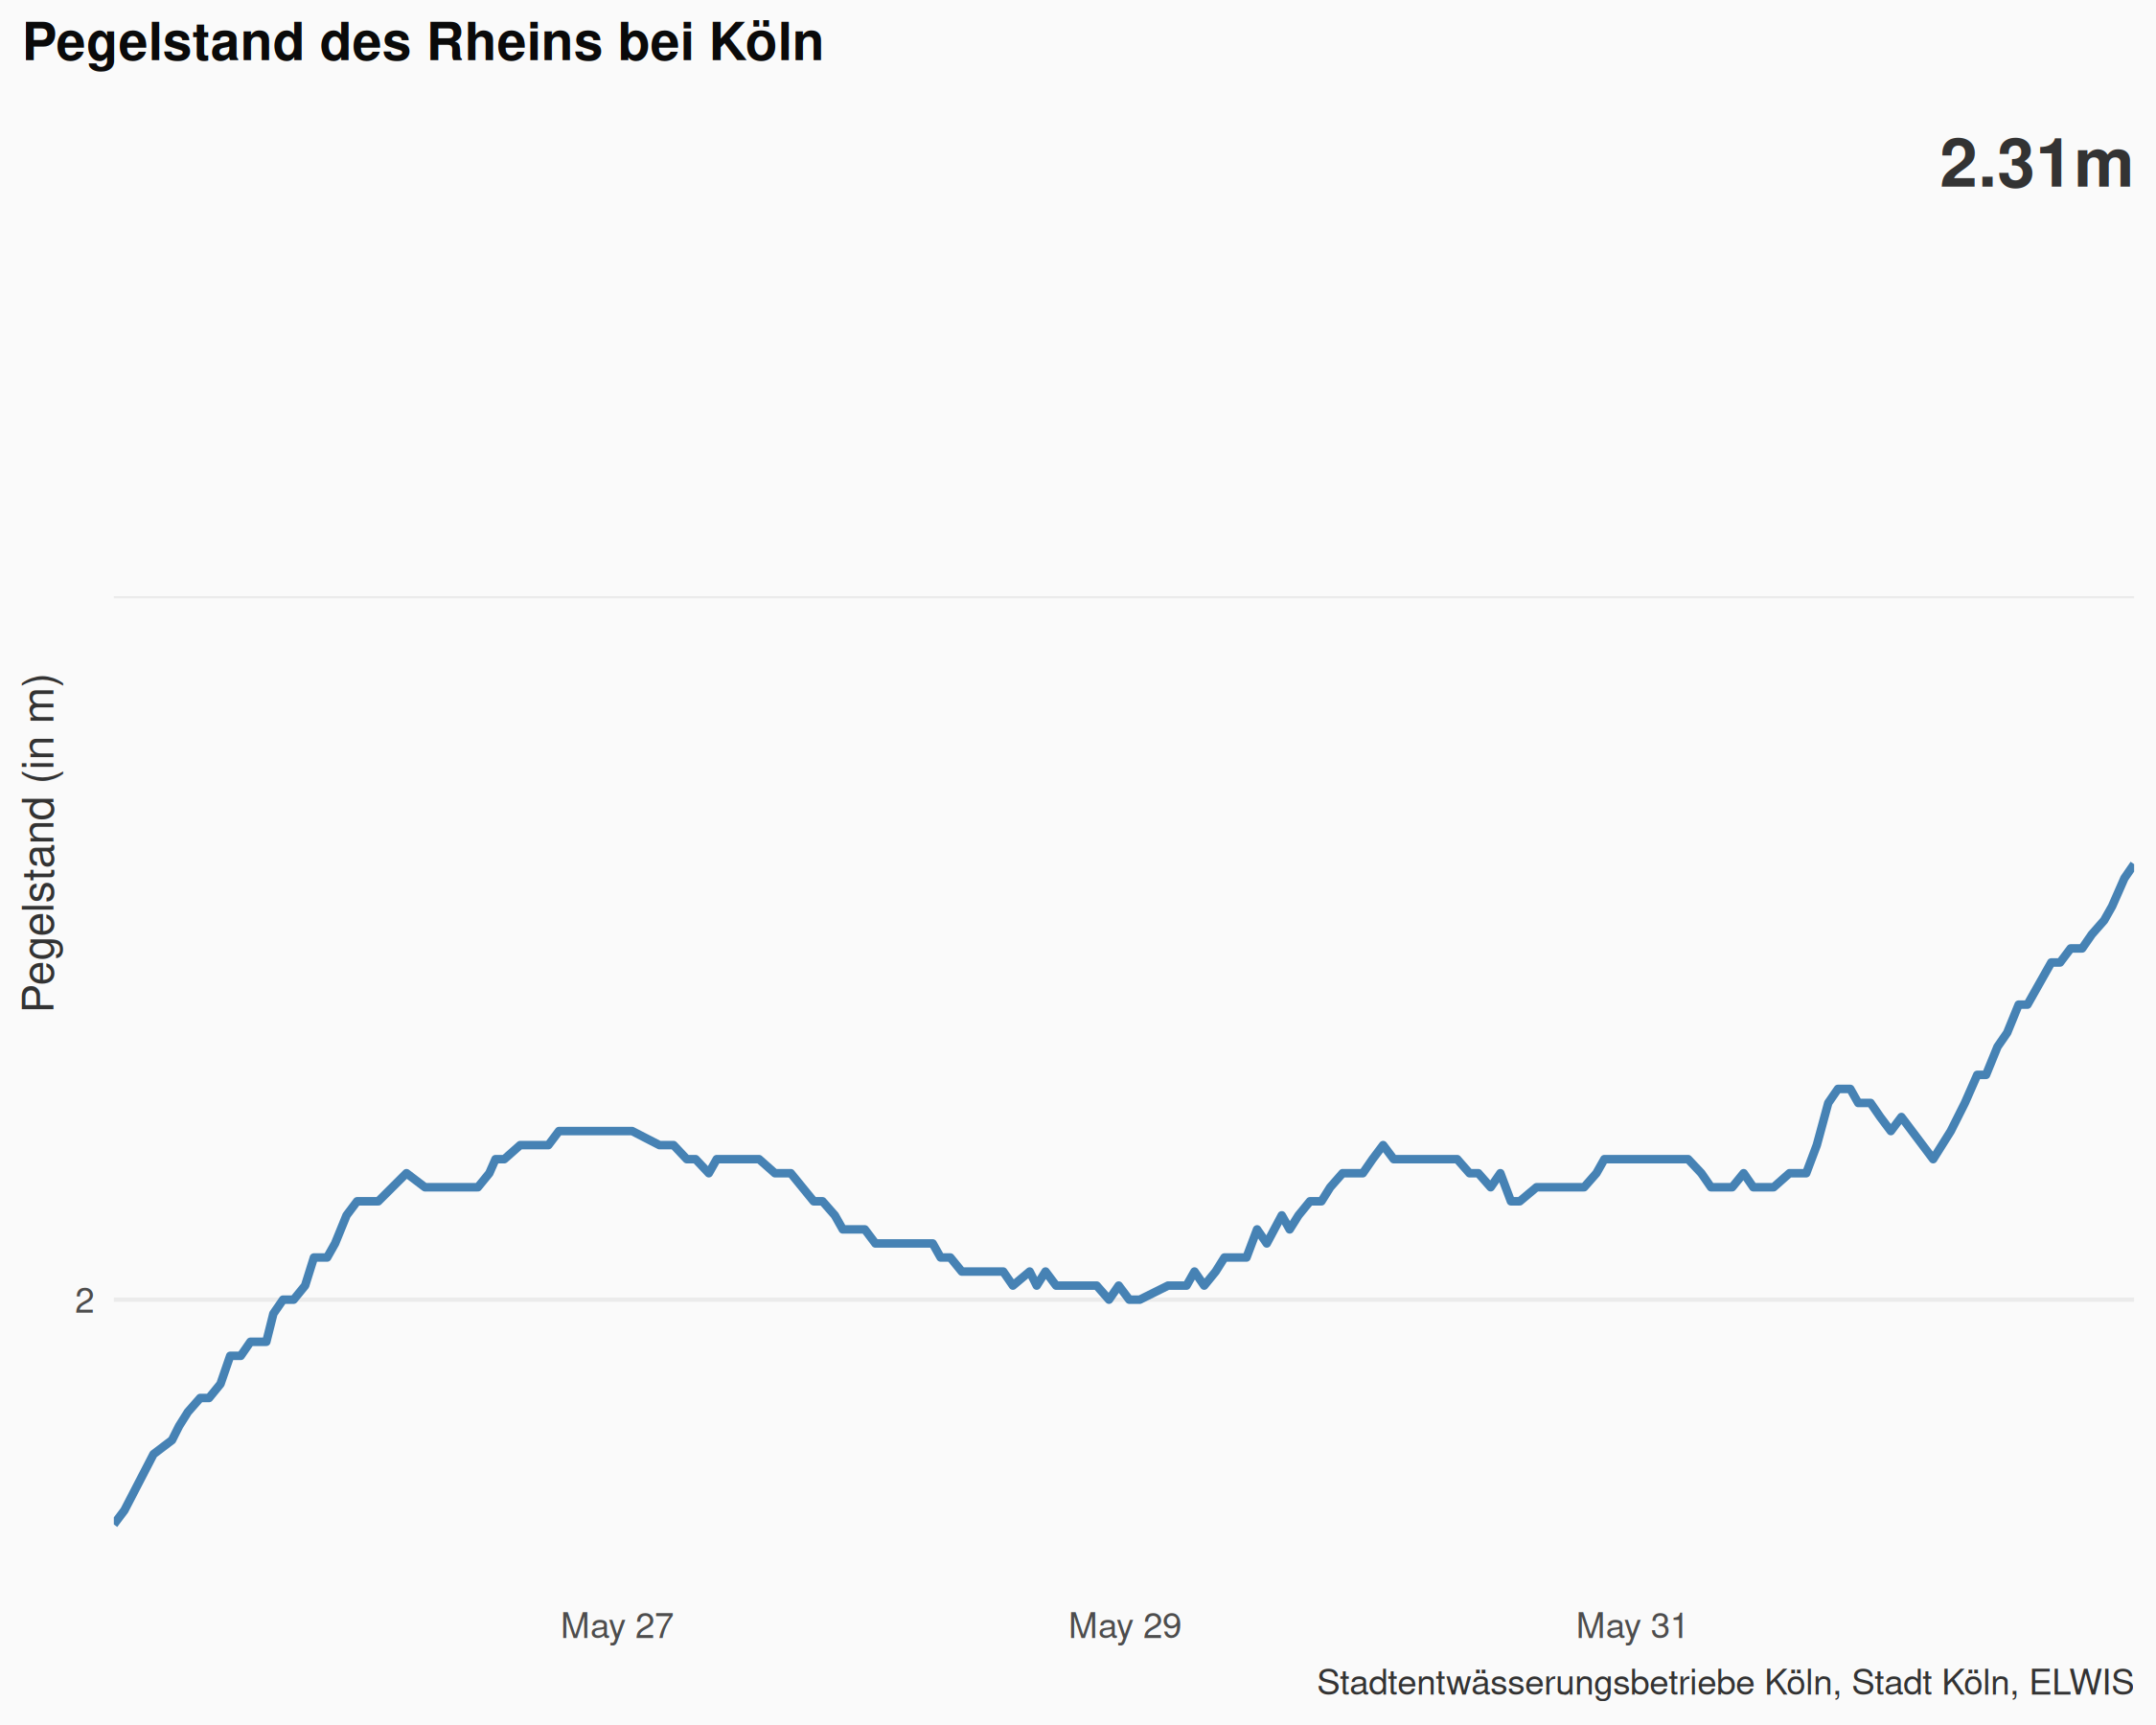 Pegelstand des Rheins bei Köln
2.31m
Pegelstand (in m)
2
May 27
May 29
May 31
Stadtentwässerungsbetriebe Köln, Stadt Köln, ELWIS